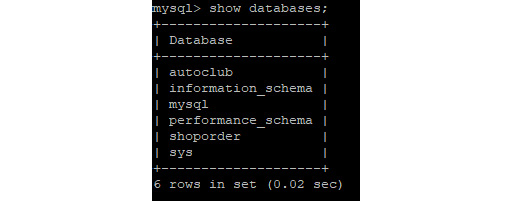 mysql> show databases;
+--------------------+
| Database           |
+--------------------+
| autoclub           |
| information_schema |
| mysql              |
| performance_schema |
| shoporder          |
| sys                |
+--------------------+
6 rows in set (0.02 sec)